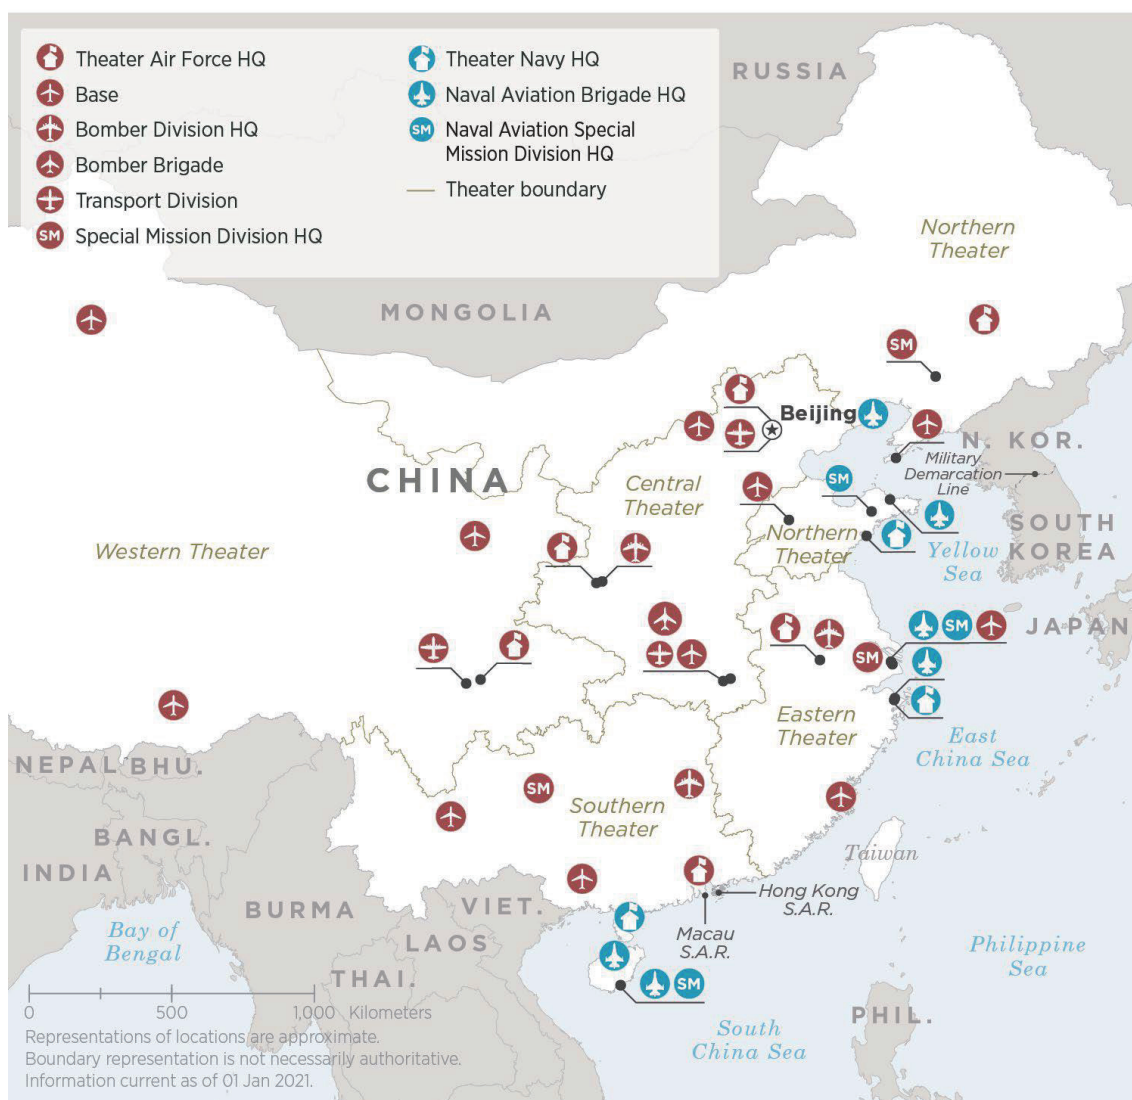 Theater Air Force HQ
Base
Bomber Division HQ
Bomber Brigade
Transport Division
SM
Special Mission Division HQ
Theater Navy HQ
Naval Aviation Brigade HQ
SM
Naval Aviation Special
Mission Division HQ
Theater boundary
RUSSIA
Northern
Theater
MONGOLIA
SM
Beijing
N. KOR.
Military
Demarcation
Line
CHINA
Central
Theater
SM
SOUTH
KOREA
Northern
Theater
Yellow
Sea
Western Theater
SM
JAPAN
SM
Eastern
Theater
East
China Sea
NEPAL
BHU.
SM
Southern
Theater
BANGL.
INDIA
Taiwan
BURMA
VIET.
Hong Kong
S.A.R.
LAOS
Macau
S.A.R.
Bay of
Bengal
Philippine
Sea
THAI.
SM
PHIL.
South
China Sea
0 500 1,000 Kilometers
Representations of locations are approximate.
Boundary representation is not necessarily authoritative.
Information current as of 01 Jan 2021.